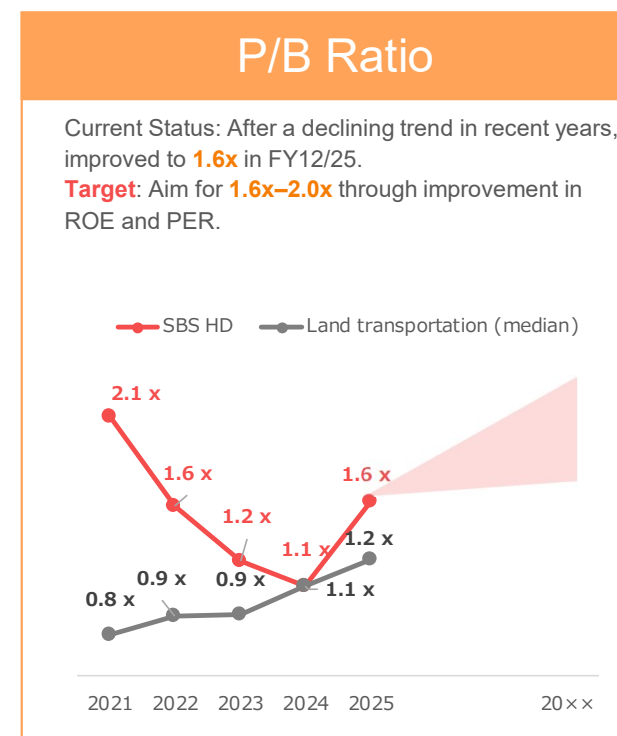 P/B Ratio
Current Status: After a declining trend in recent years,
improved to 1.6x in FY12/25.
Target: Aim for 1.6x–2.0x through improvement in
ROE and PER.
SBS HD Land transportation (median)
2.1 x
1.6 x
1.2 x
1.1 x
1.6 x
0.8 x
0.9 x
0.9 x
1.1 x
1.2 x
2021 2022 2023 2024 2025 20××